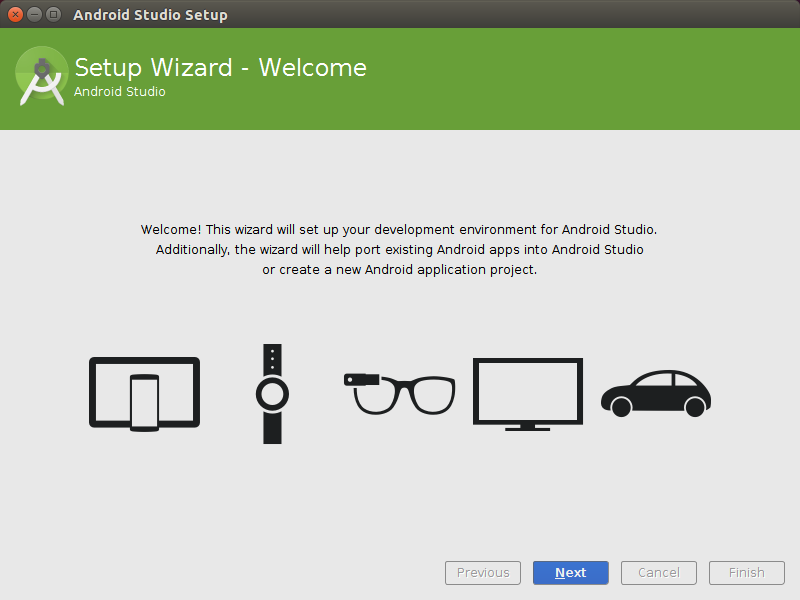 Android Studio Setup
Setup Wizard - Welcome
Android Studio
Welcome! This wizard will set up your development environment for Android Studio.
Additionally, the wizard will help port existing Android apps into Android Studio
or create a new Android application project.
Previous Next Cancel Finish